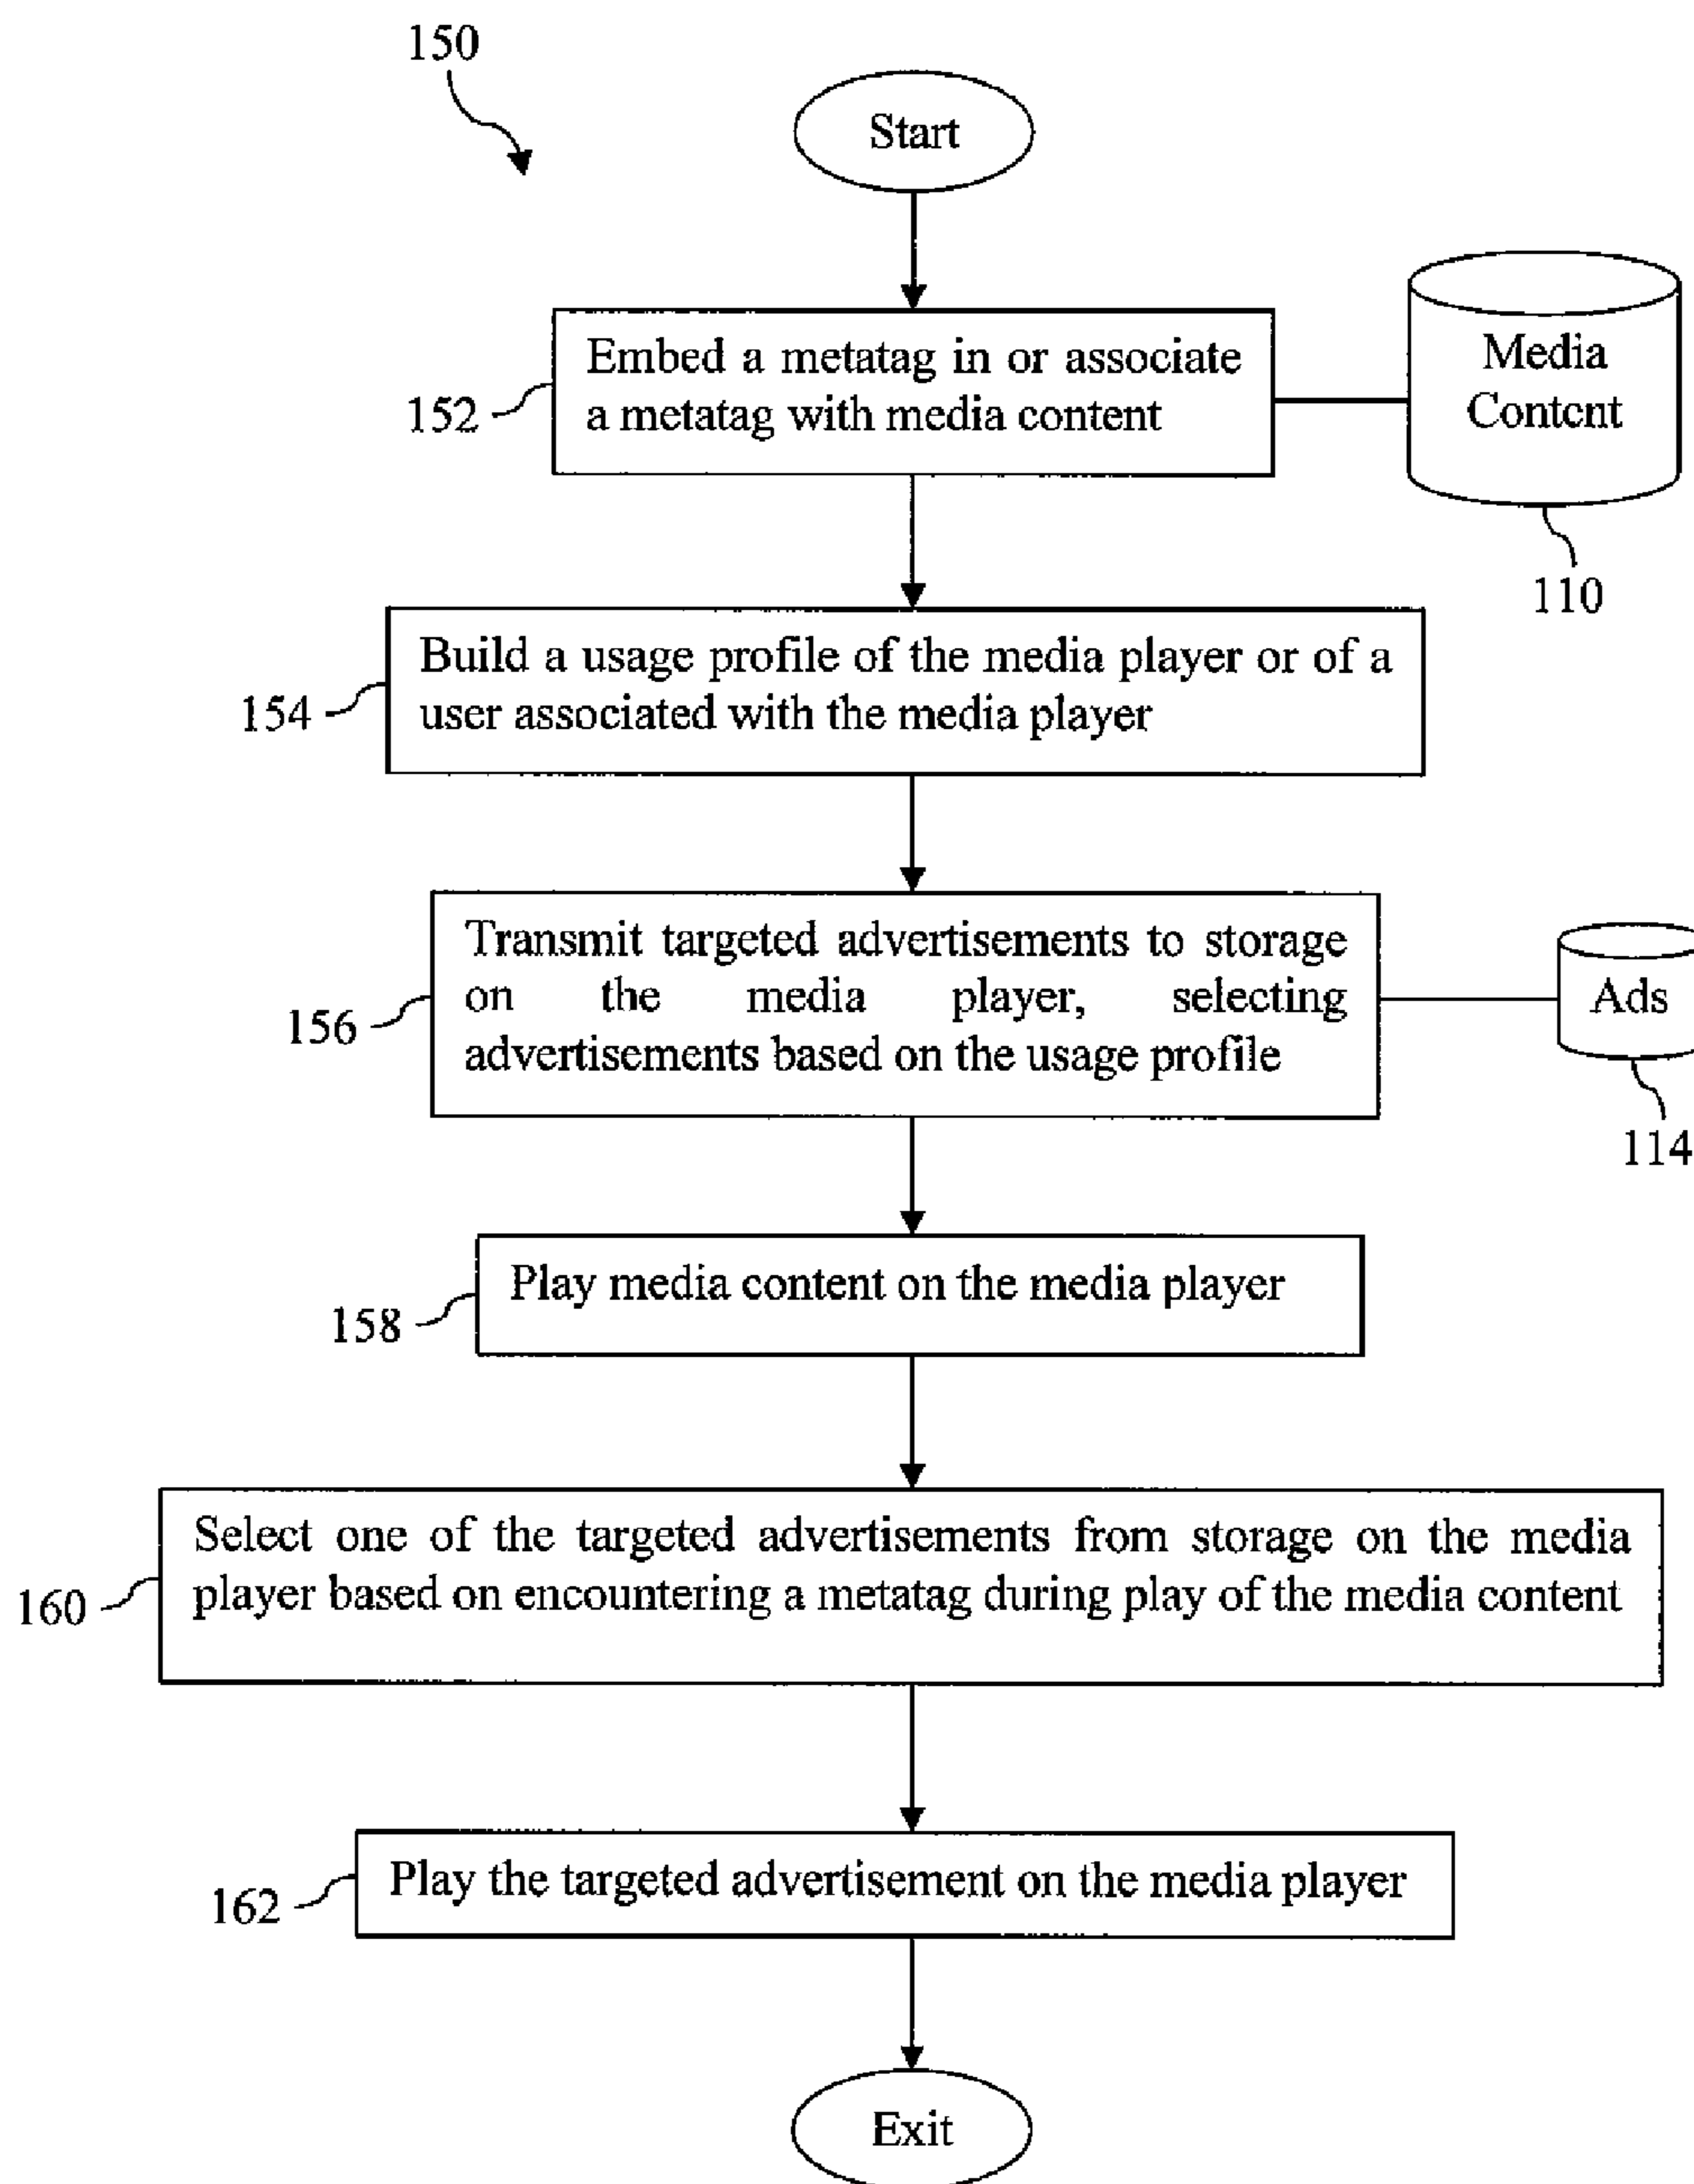 150
Start
Embed a metatag in or associate
a metatag with media content
152
Media
Content
110
Build a usage profile of the media player or of a
user associated with the media player
154
Transmit targeted advertisements to storage
on the media player, selecting
advertisements based on the usage profile
156
Ads
114
Play media content on the media player
158
Select one of the targeted advertisements from storage on the media
player based on encountering a metatag during play of the media content
160
Play the targeted advertisement on the media player
162
Exit